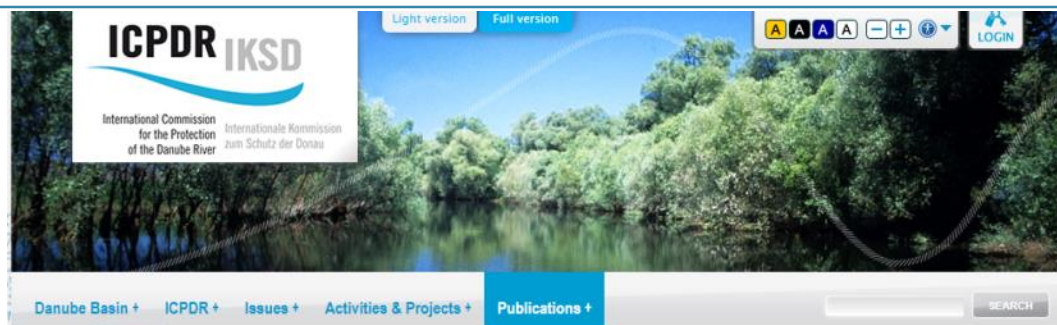 Light version
Full version
A A A A − +
LOGIN
ICPDR IKSD
International Commission
for the Protection
of the Danube River
Internationale Kommission
zum Schutz der Donau
Danube Basin + ICPDR + Issues + Activities & Projects + Publications + SEARCH